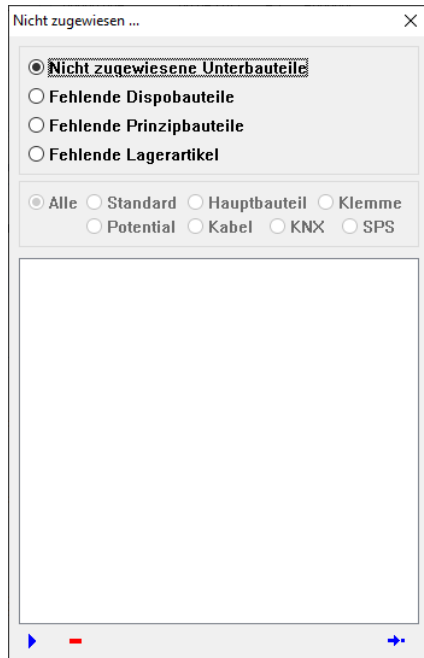 Nicht zugewiesen ...
Nicht zugewiesene Unterbauteile
Fehlende Dispobauteile
Fehlende Prinzipbauteile
Fehlende Lagerartikel
Alle Standard Hauptbauteil Klemme
Potential Kabel KNX SPS